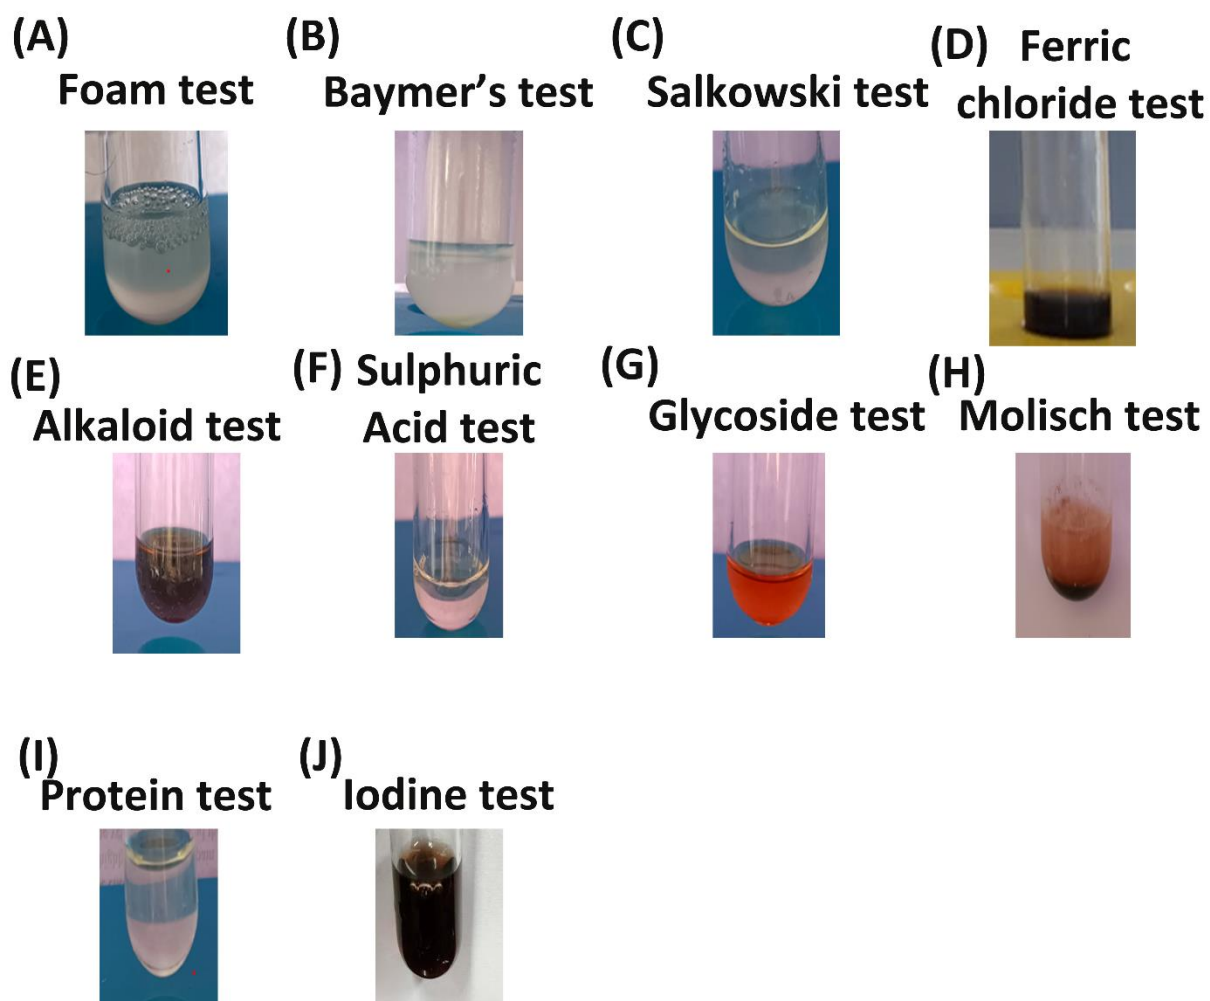 (A)
Foam test
(B)
Baymer's test
(C)
Salkowski test
(D) Ferric
chloride test
(E)
Alkaloid test
(F) Sulphuric
Acid test
(G)
Glycoside test
(H)
Molisch test
(I)
Protein test
(J)
Iodine test